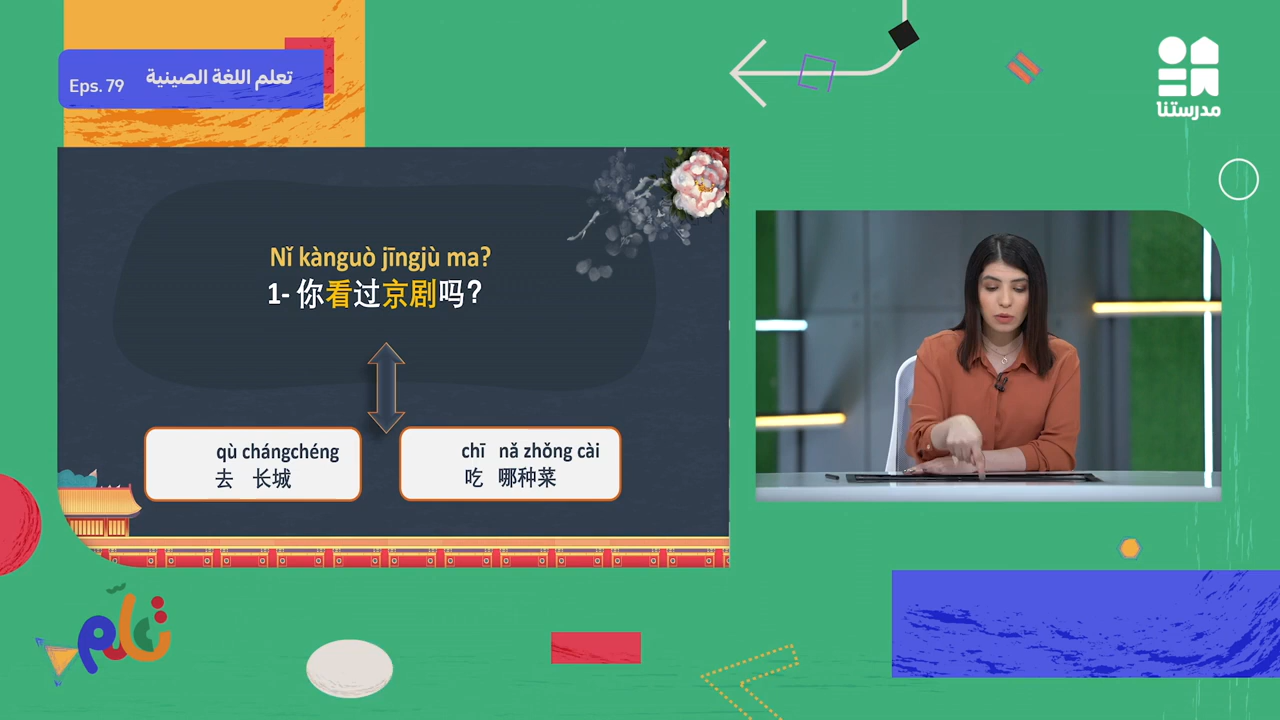 Eps. 79 تعلم اللغة الصينية
مدرستنا
Nǐ kànguò jīngjù ma?
1- 你看过京剧吗?
qù chángchéng
去 长城
chī nǎ zhǒng cài
吃 哪种菜
تعلم